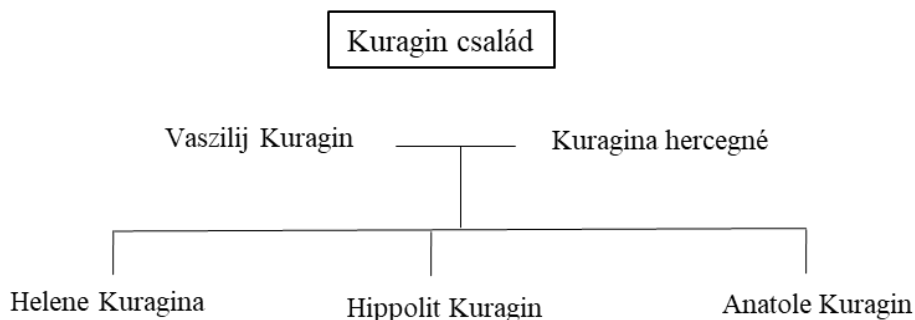 Kuragin család
Vaszilij Kuragin
Kuragina hercegné
Helene Kuragina
Hippolit Kuragin
Anatole Kuragin